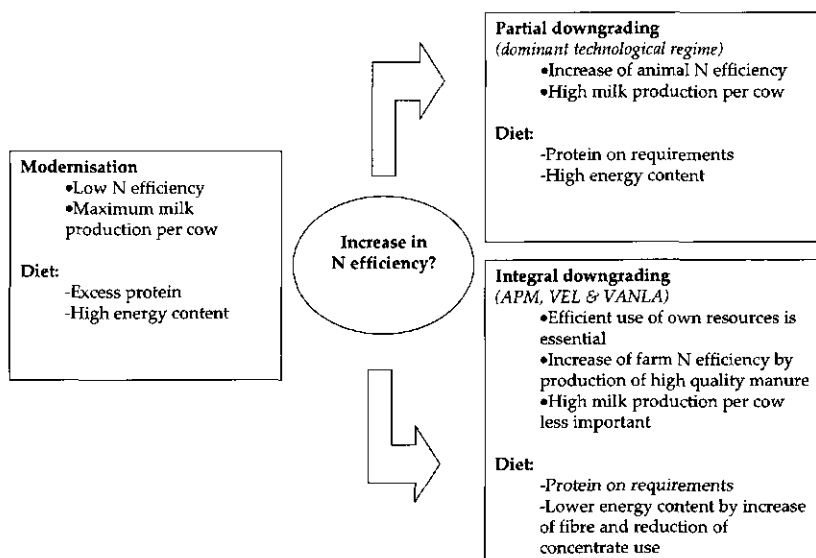 Modernisation
•Low N efficiency
•Maximum milk
production per cow
Diet:
-Excess protein
-High energy content
Increase in
N efficiency?
Partial downgrading
(dominant technological regime)
•Increase of animal N efficiency
•High milk production per cow
Diet:
-Protein on requirements
-High energy content
Integral downgrading
(APM, VEL & VANLA)
•Efficient use of own resources is
essential
•Increase of farm N efficiency by
production of high quality manure
•High milk production per cow
less important
Diet:
-Protein on requirements
-Lower energy content by increase
of fibre and reduction of
concentrate use